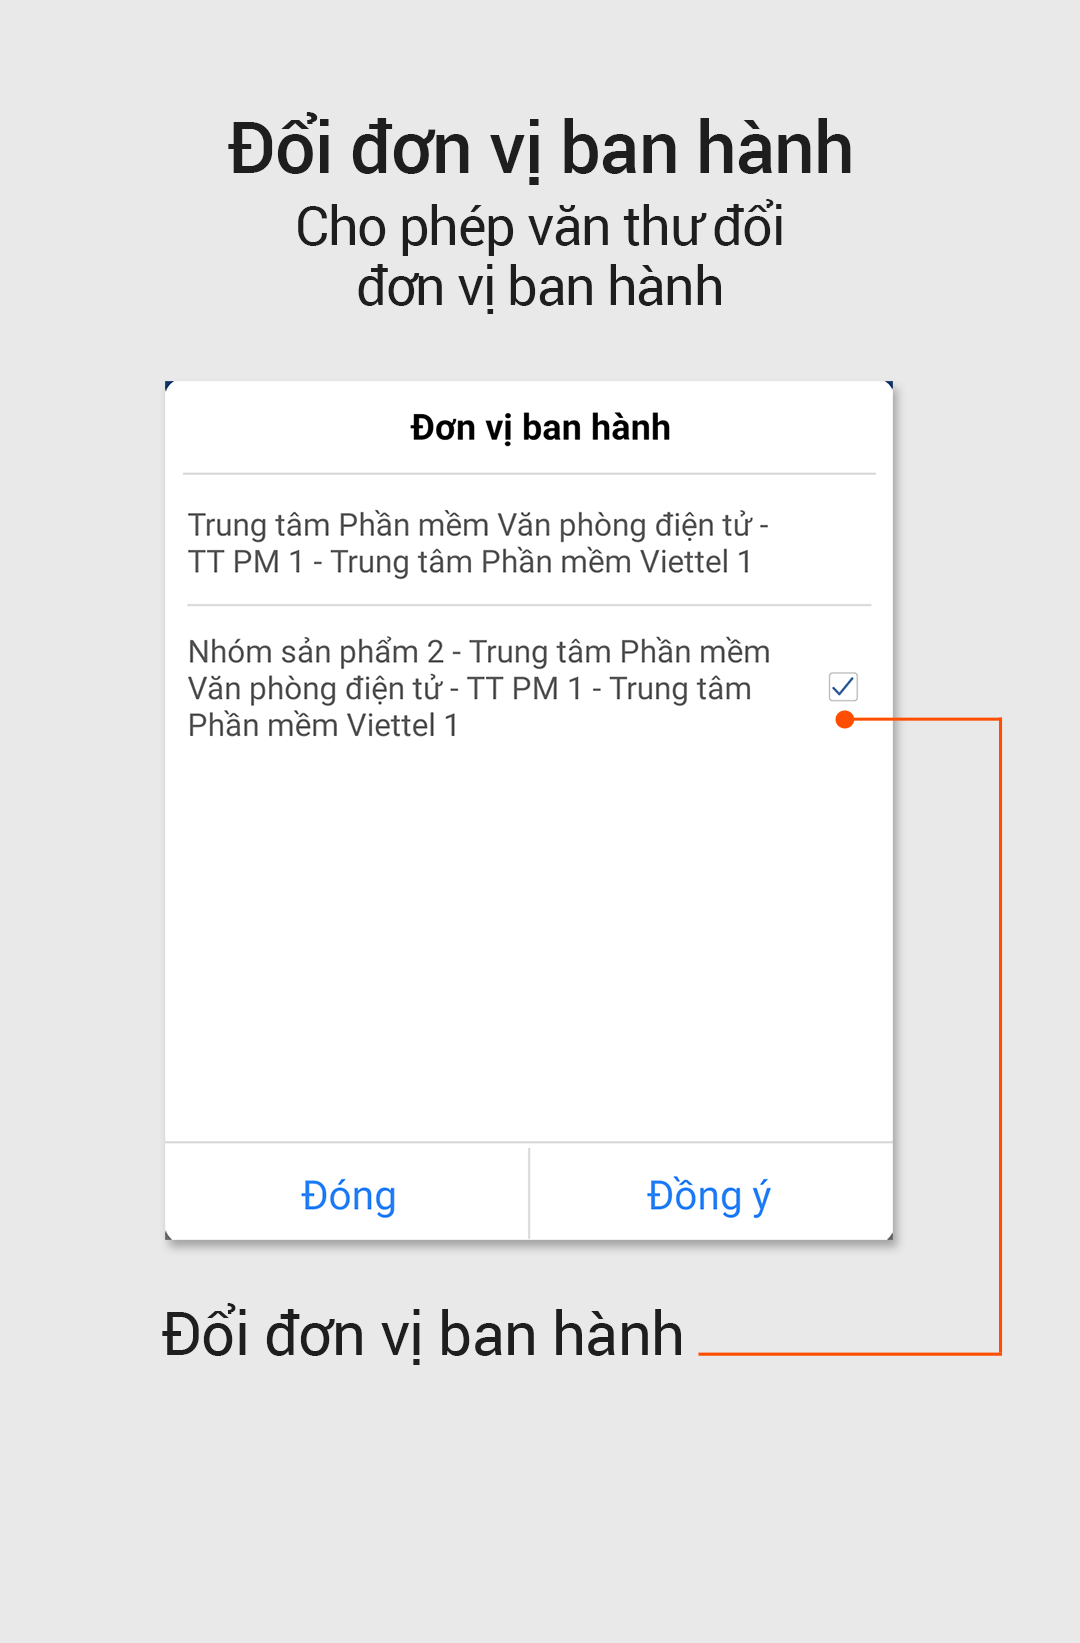 Đổi đơn vị ban hành
Cho phép văn thư đổi
đơn vị ban hành
Đơn vị ban hành
Trung tâm Phần mềm Văn phòng điện tử -
TT PM 1 - Trung tâm Phần mềm Viettel 1
Nhóm sản phẩm 2 - Trung tâm Phần mềm
Văn phòng điện tử - TT PM 1 - Trung tâm
Phần mềm Viettel 1
Đóng
Đồng ý
Đổi đơn vị ban hành